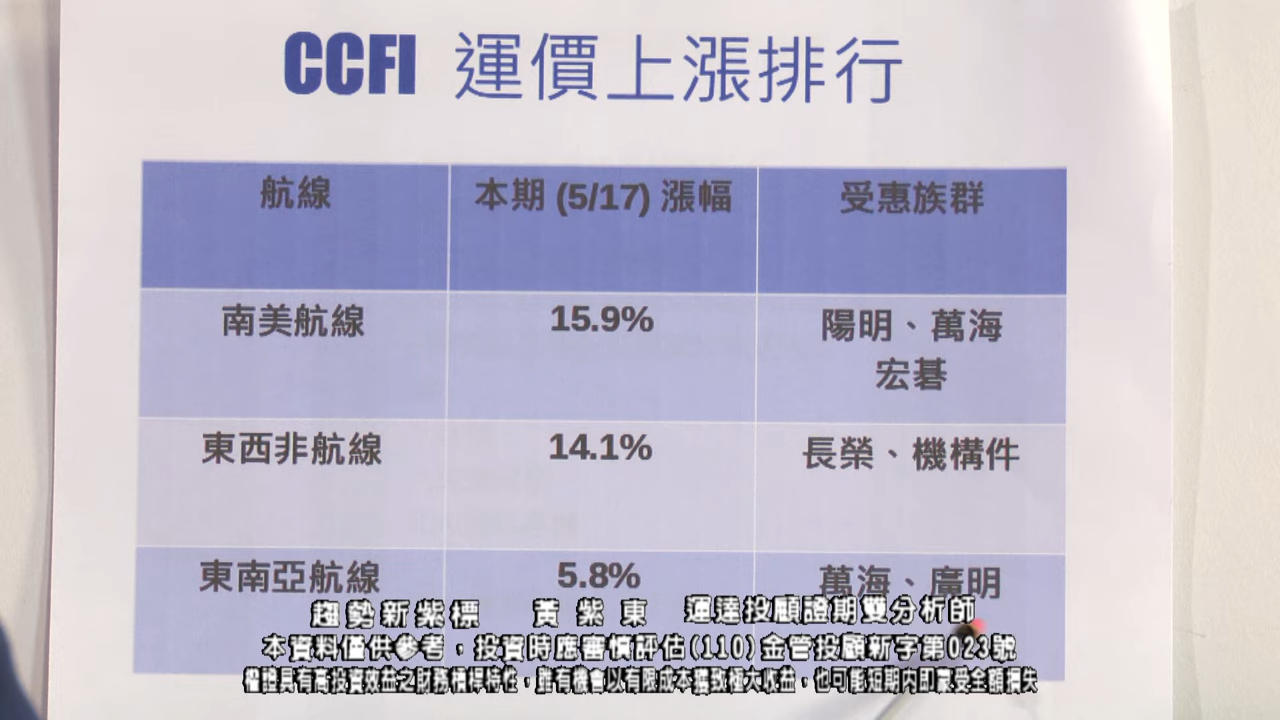 CCFI 運價上漲排行
航線 本期 (5/17) 漲幅 受惠族群
南美航線 15.9% 陽明、萬海
宏碁
東西非航線 14.1% 長榮、機構件
東南亞航線 5.8% 萬海、廣明
趨勢新紫標 黃紫東 運達投顧證期雙分析師
本資料僅供參考，投資時應審慎評估(110)金管投顧新字第023號
權證具有高投資效益之財務槓桿特性，雖有機會以有限成本獲致極大收益，也可能短期內即蒙受全額損失